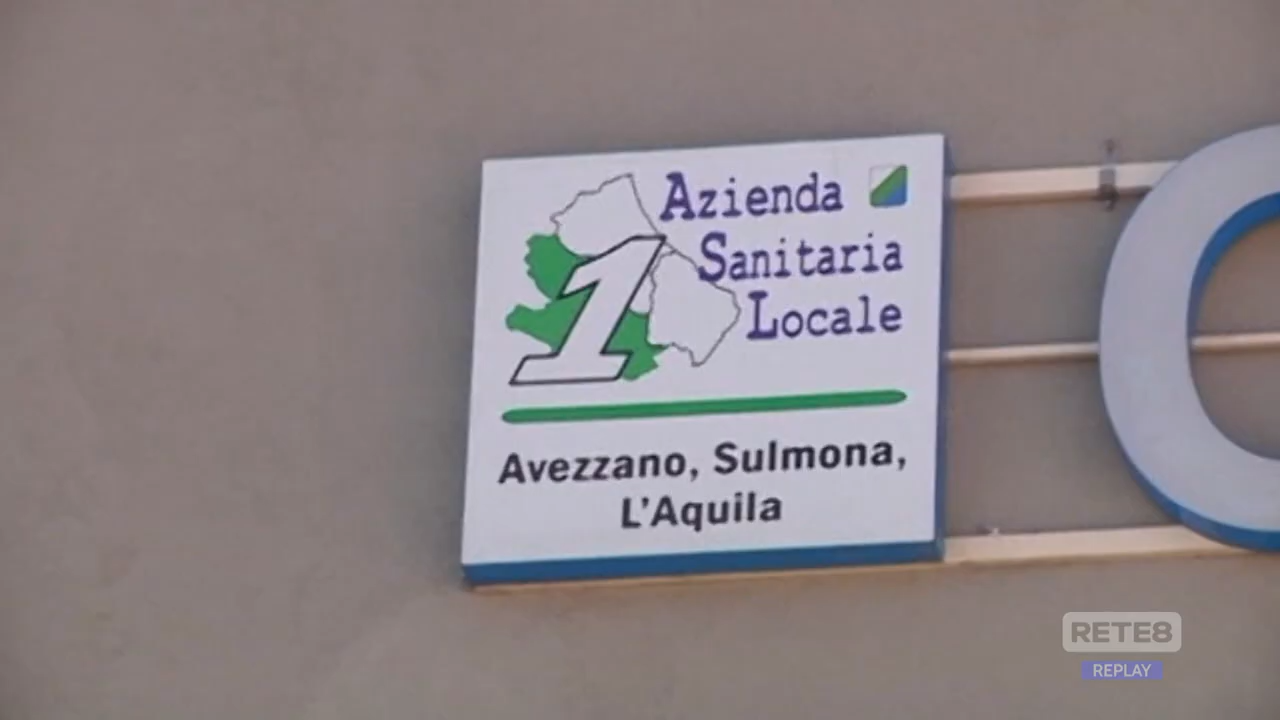 1
Azienda
Sanitaria
Locale
Avezzano, Sulmona,
L'Aquila
RETE8
REPLAY